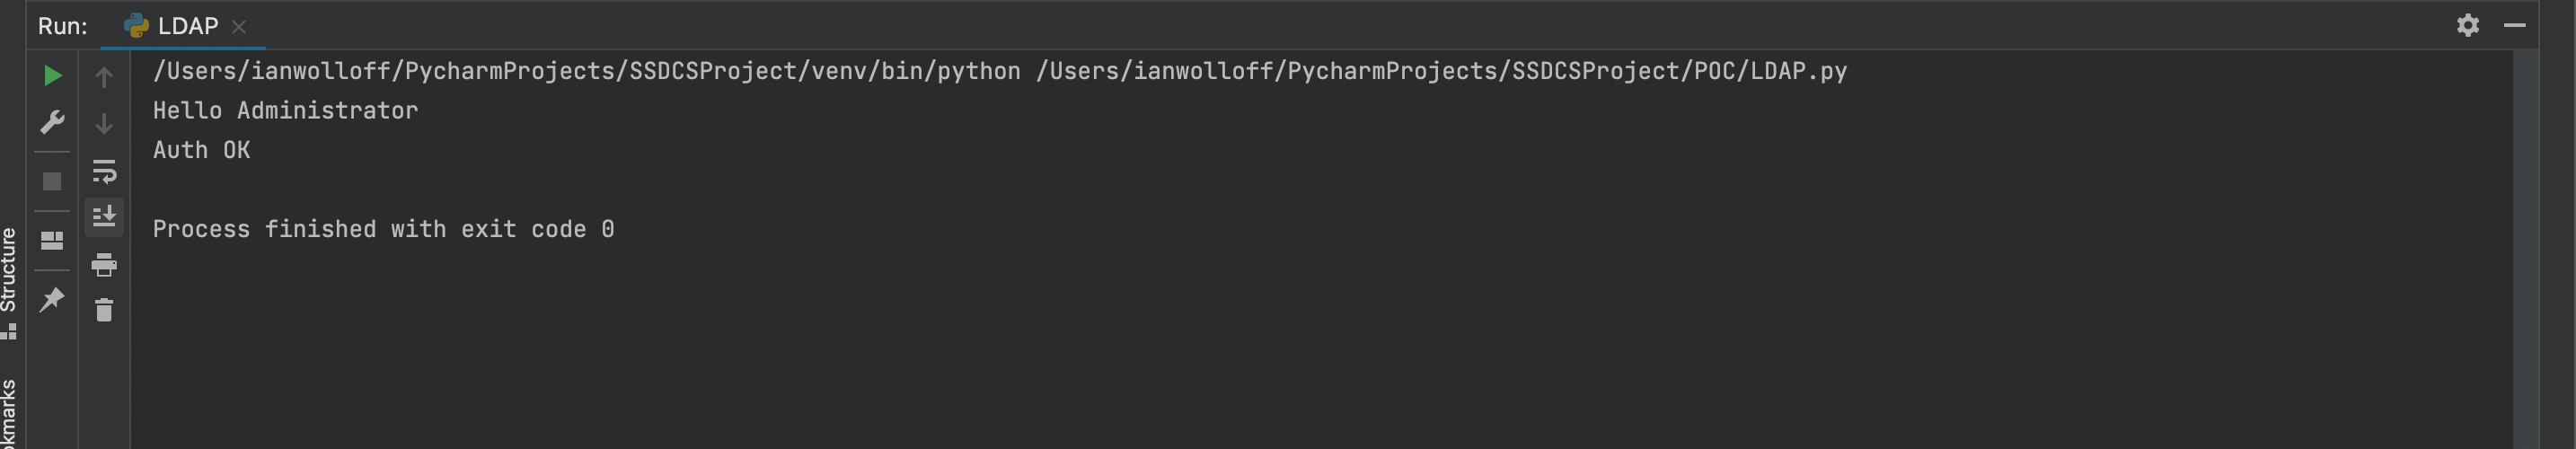 Run: LDAP
/Users/ianwolloff/PycharmProjects/SSDCSProject/venv/bin/python /Users/ianwolloff/PycharmProjects/SSDCSProject/POC/LDAP.py
Hello Administrator
Auth OK
Process finished with exit code 0
Structure
okmarks